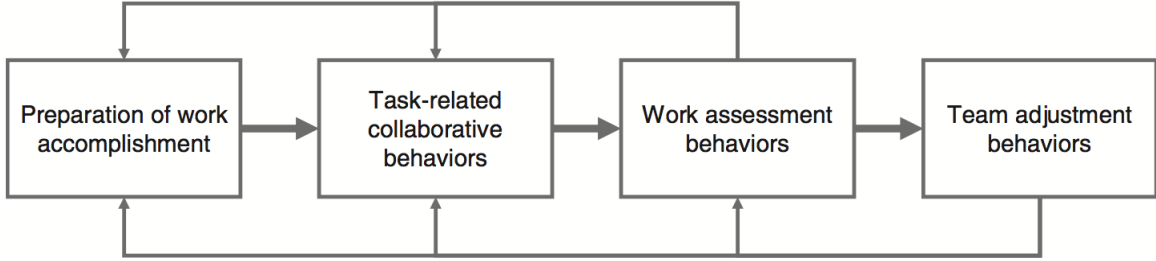 Preparation of work
accomplishment
Task-related
collaborative
behaviors
Work assessment
behaviors
Team adjustment
behaviors